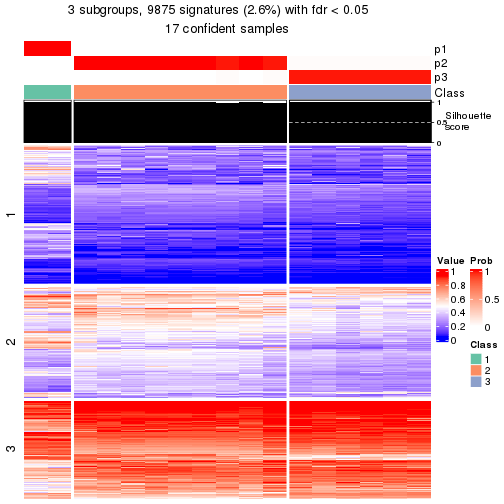 3 subgroups, 9875 signatures (2.6%) with fdr < 0.05
17 confident samples
p1
p2
p3
Class
1
0.5
0
Silhouette
score
1
2
3
Value
1
0.8
0.6
0.4
0.2
0
Prob
1
0.5
0
Class
1
2
3